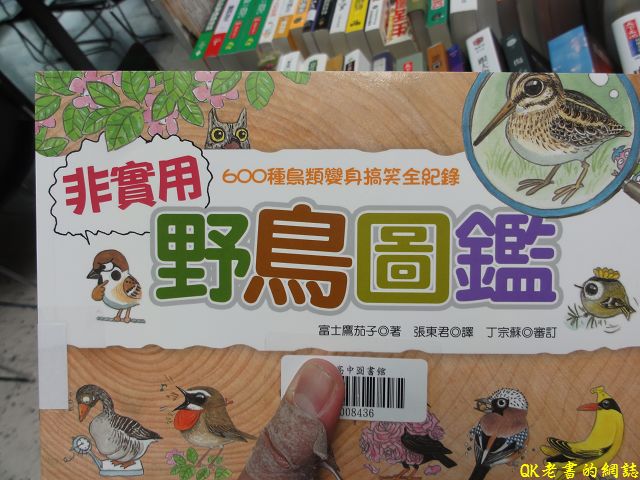 600種鳥類變身搞笑全紀錄
非實用
野鳥圖鑑
富士鷹茄子◎著 張東君◎譯 丁宗蘇◎審訂
高中圖書館
008436
QK老書的網誌